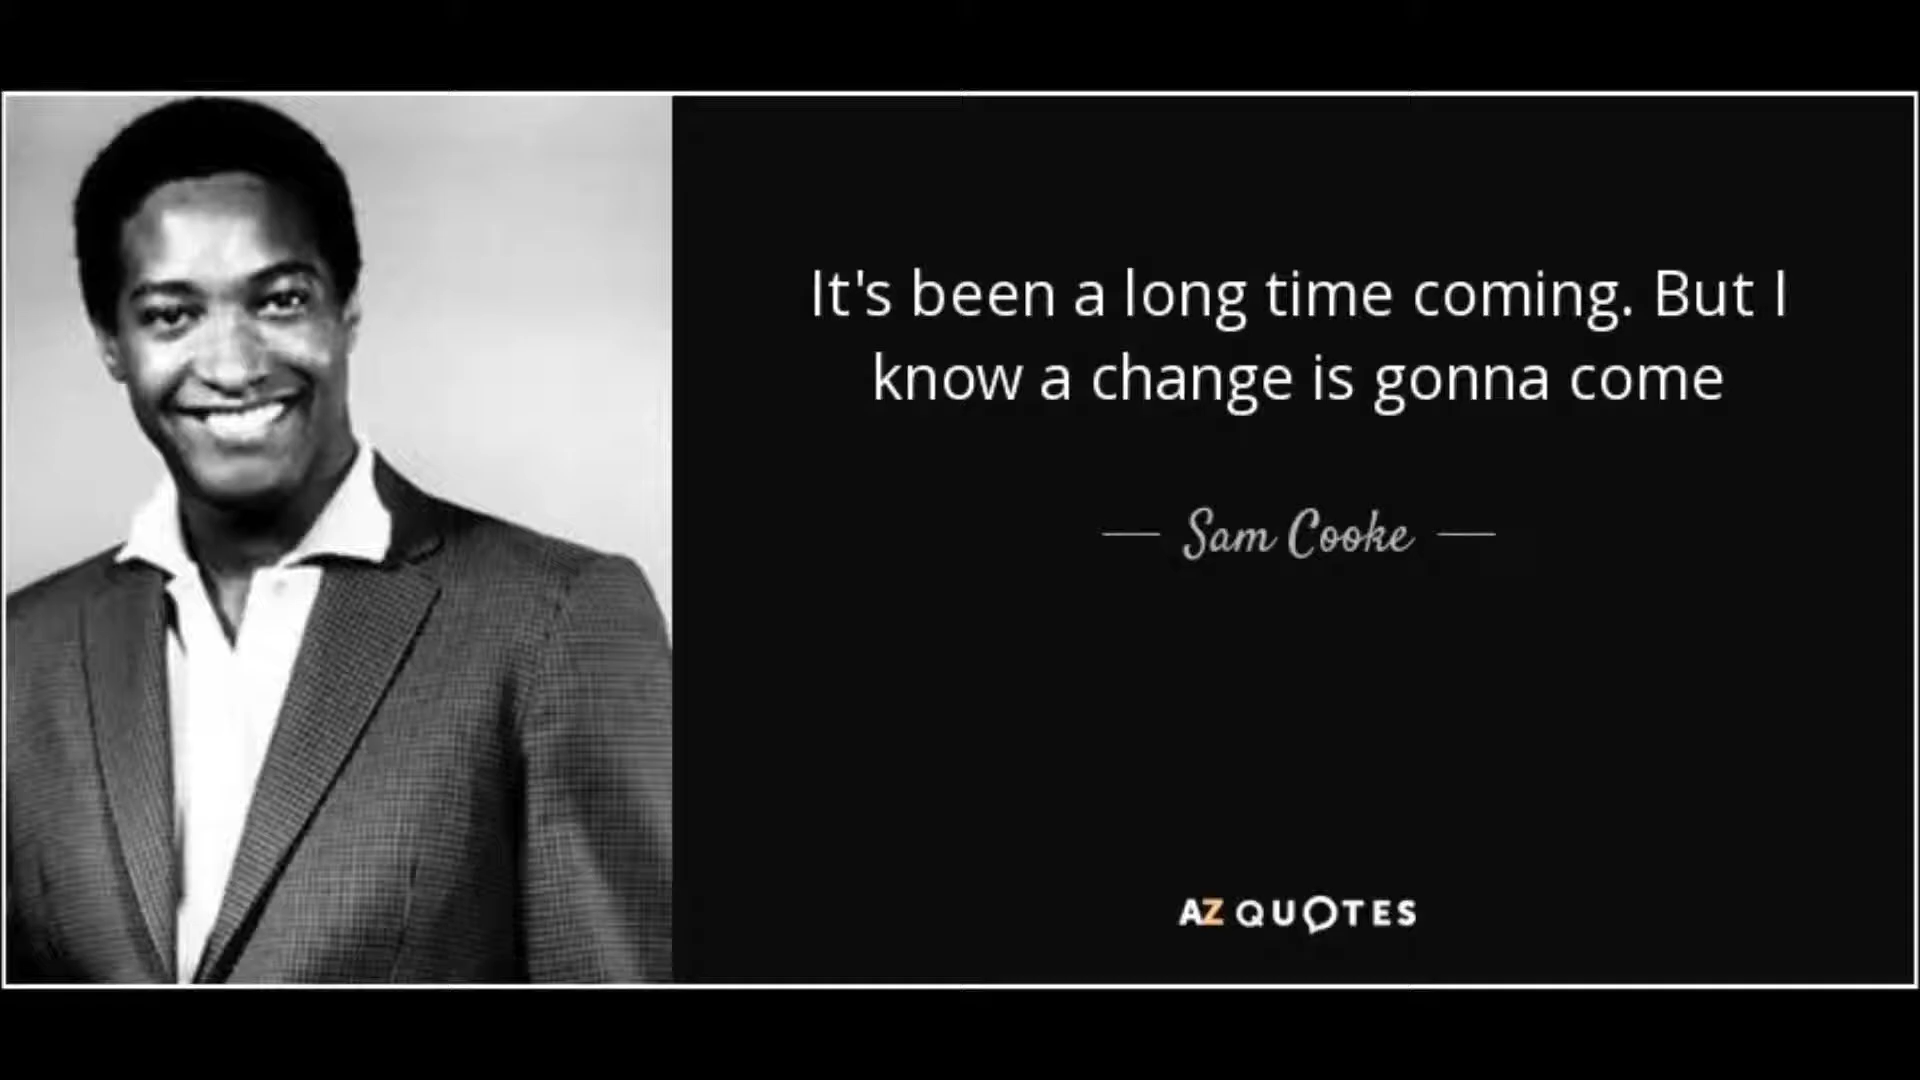 It's been a long time coming. But I
know a change is gonna come
— Sam Cooke —
AZ QUOTES